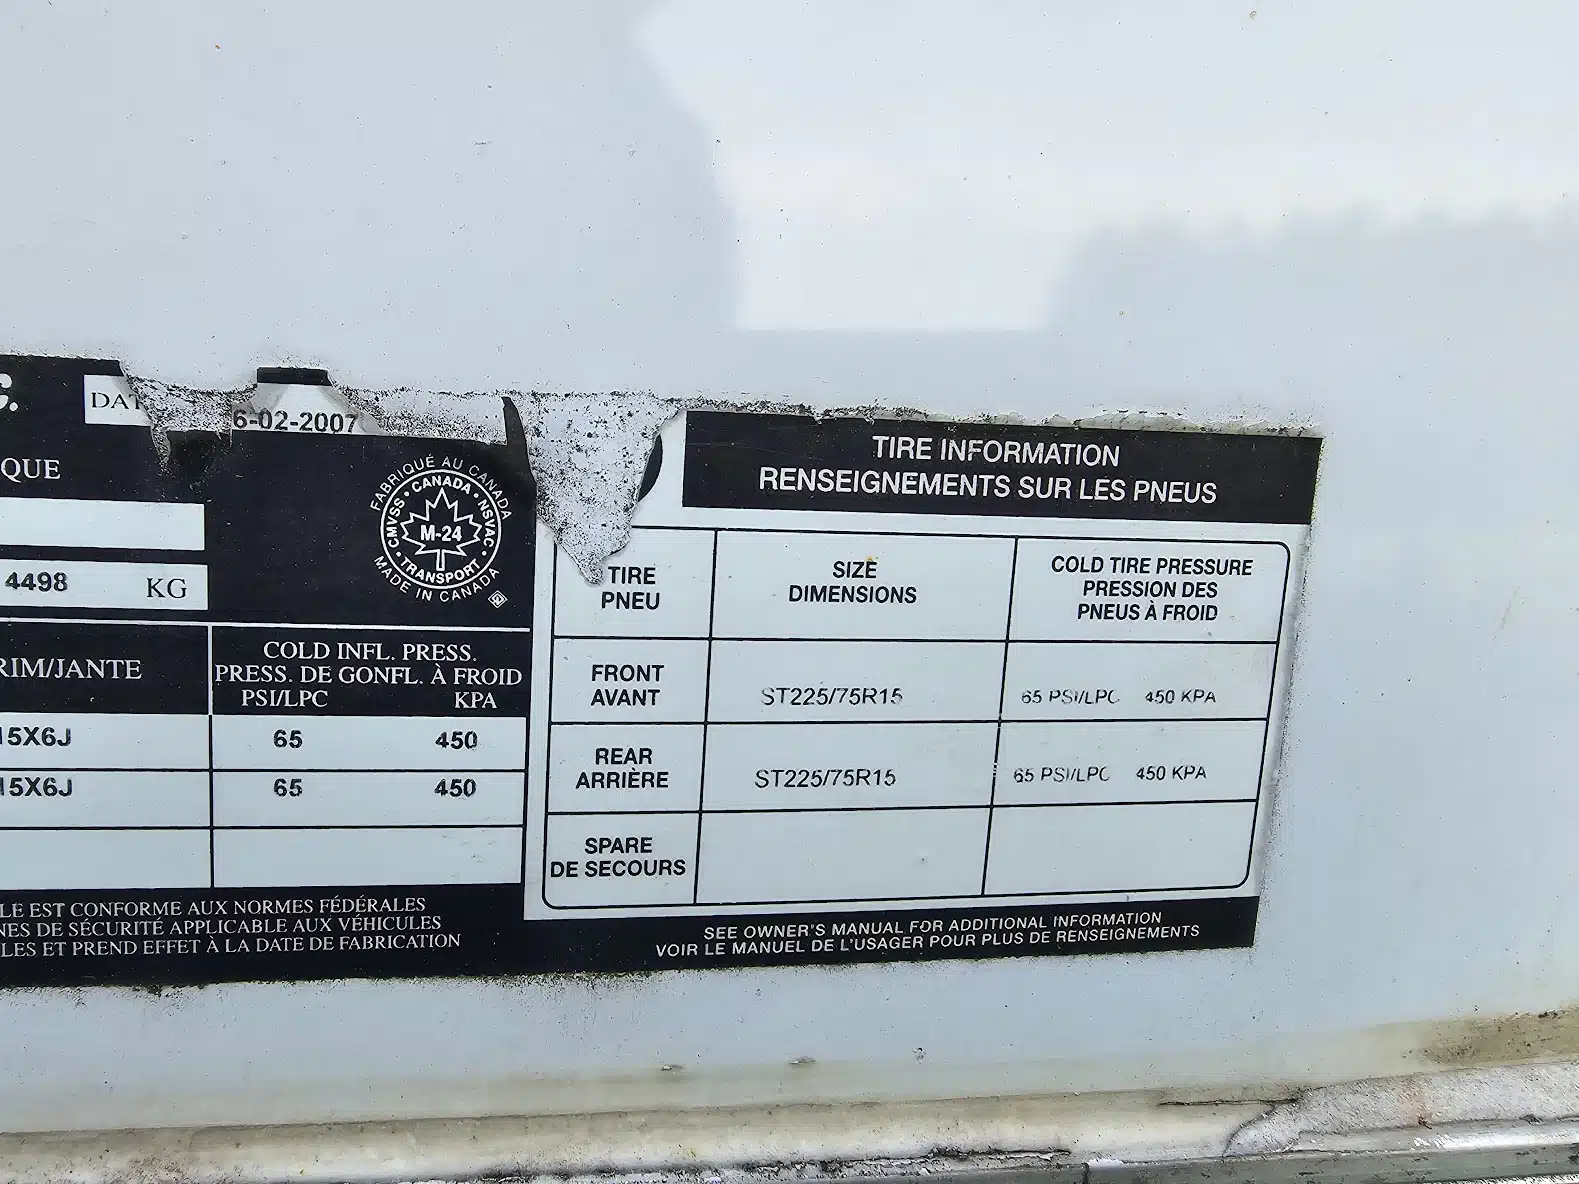 C.
6-02-2007
QUE
4498 KG
FABRIQUÉ AU CANADA
CMVSS • CANADA • NSVAC
M-24
TRANSPORT
MADE IN CANADA
RIM/JANTE
COLD INFL. PRESS.
PRESS. DE GONFL. À FROID
PSI/LPC KPA
15X6J 65 450
15X6J 65 450
LE EST CONFORME AUX NORMES FÉDÉRALES
NES DE SÉCURITÉ APPLICABLE AUX VÉHICULES
LES ET PREND EFFET À LA DATE DE FABRICATION
TIRE INFORMATION
RENSEIGNEMENTS SUR LES PNEUS
TIRE
PNEU
SIZE
DIMENSIONS
COLD TIRE PRESSURE
PRESSION DES
PNEUS À FROID
FRONT
AVANT
ST225/75R15
65 PSI/LPC 450 KPA
REAR
ARRIÈRE
ST225/75R15
65 PSI/LPC 450 KPA
SPARE
DE SECOURS
SEE OWNER'S MANUAL FOR ADDITIONAL INFORMATION
VOIR LE MANUEL DE L'USAGER POUR PLUS DE RENSEIGNEMENTS